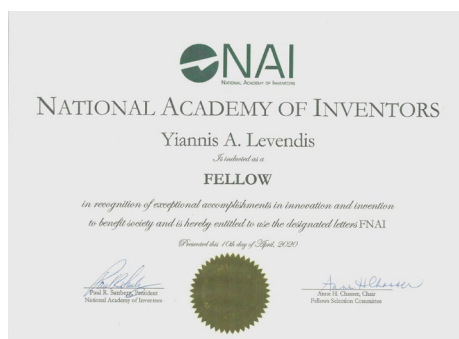 NAI
NATIONAL ACADEMY OF INVENTORS
NATIONAL ACADEMY OF INVENTORS
Yiannis A. Levendis
Is inducted as a
FELLOW
in recognition of exceptional accomplishments in innovation and invention
to benefit society and is hereby entitled to use the designated letters FNAI
Presented this 10th day of April, 2020
Paul R. Sanberg, President
National Academy of Inventors
Anne H. Chasser
Anne H. Chasser, Chair
Fellows Selection Committee